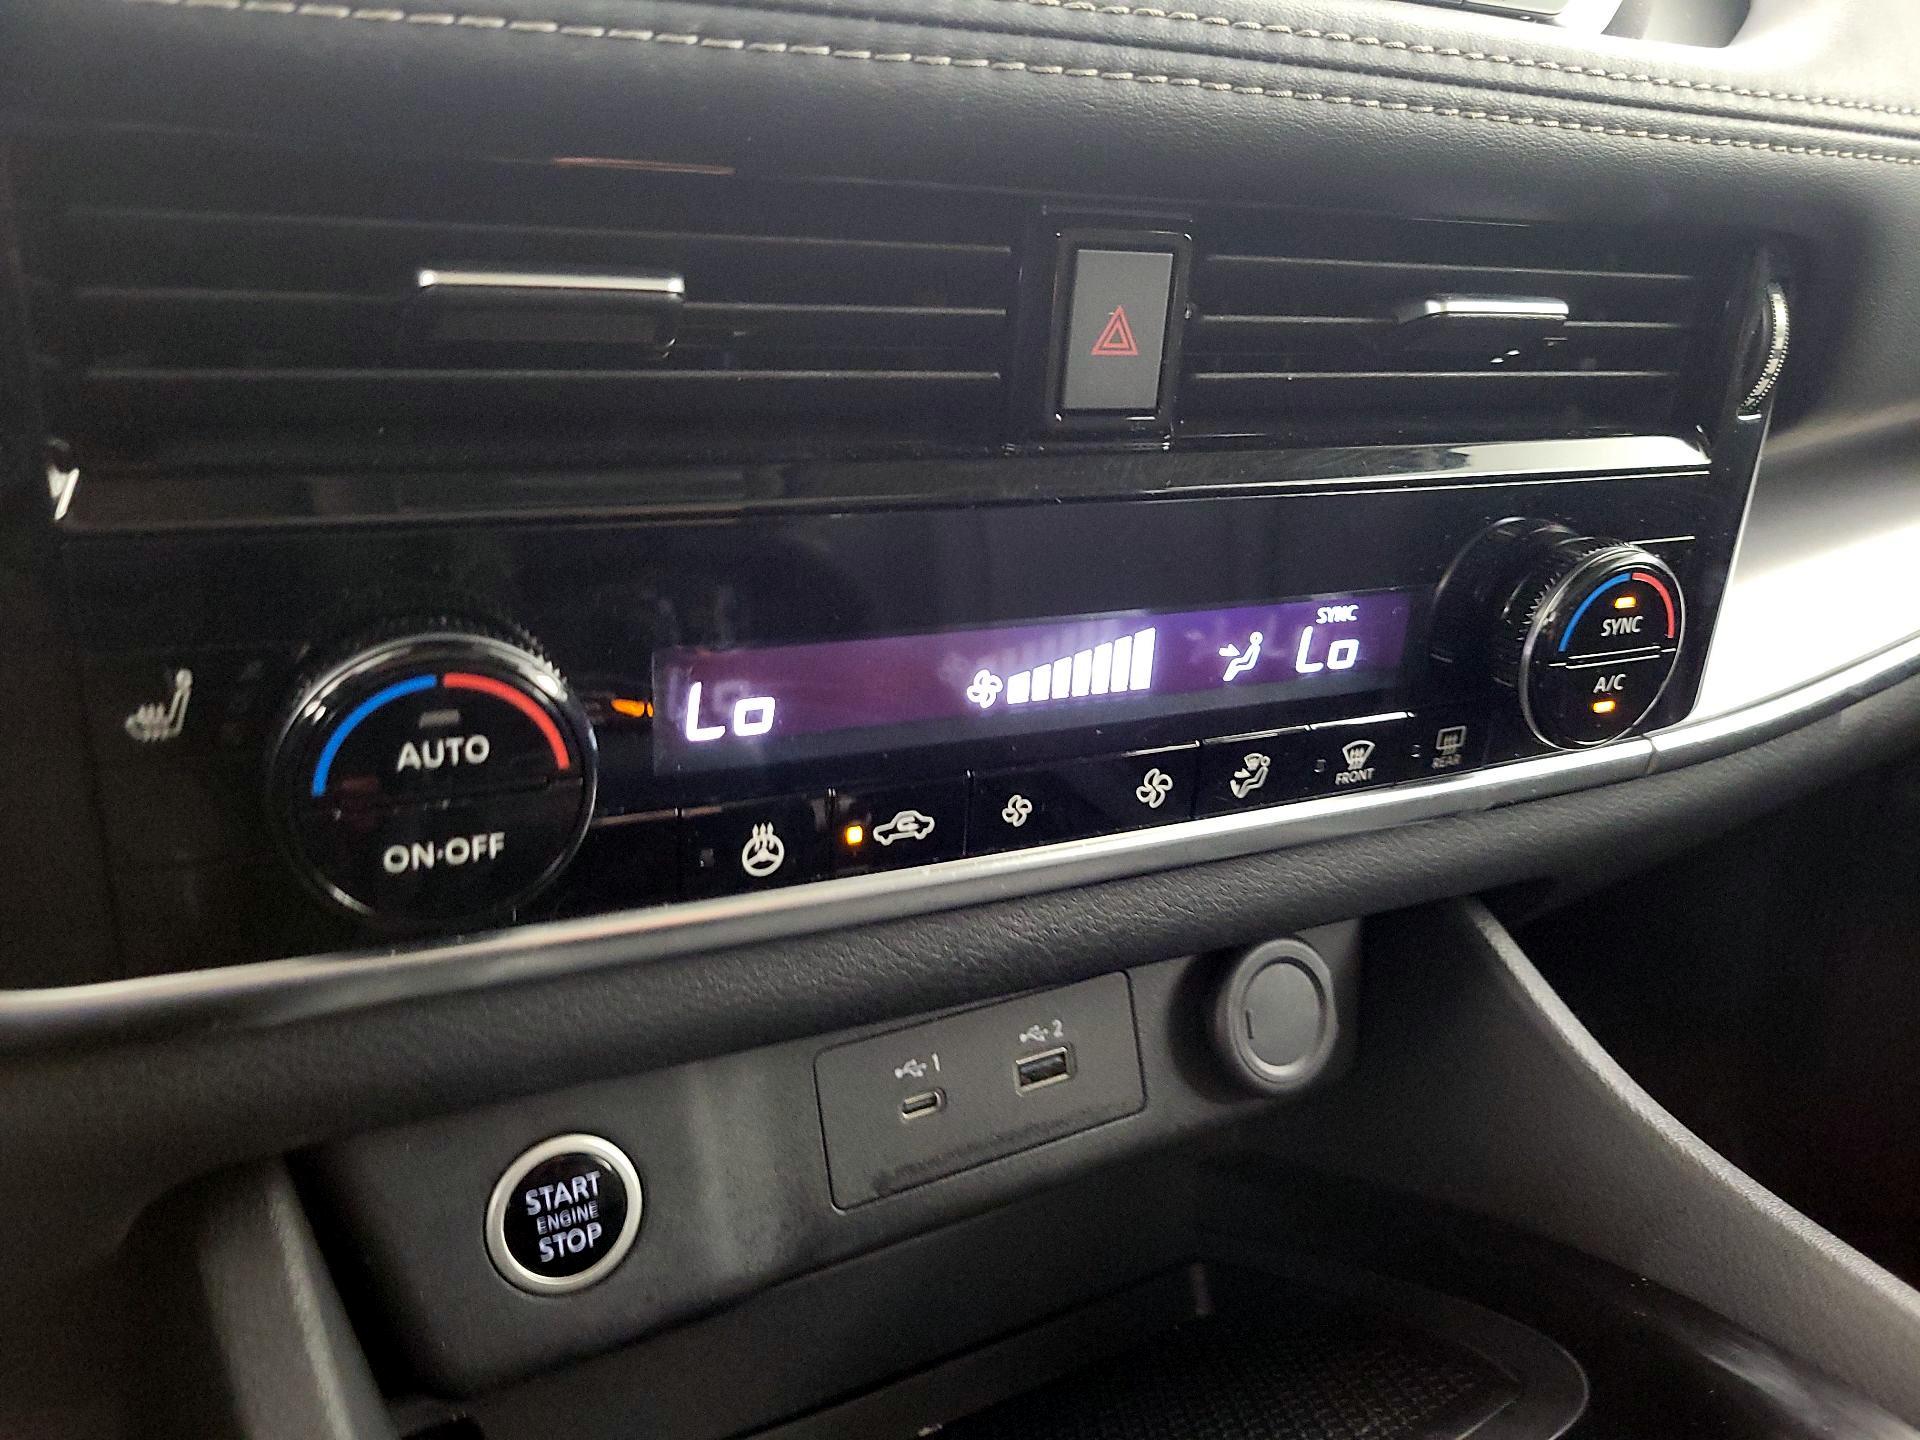 SYNC
Lo
Lo
SYNC
A/C
AUTO
ON·OFF
FRONT
REAR
1
2
START
ENGINE
STOP